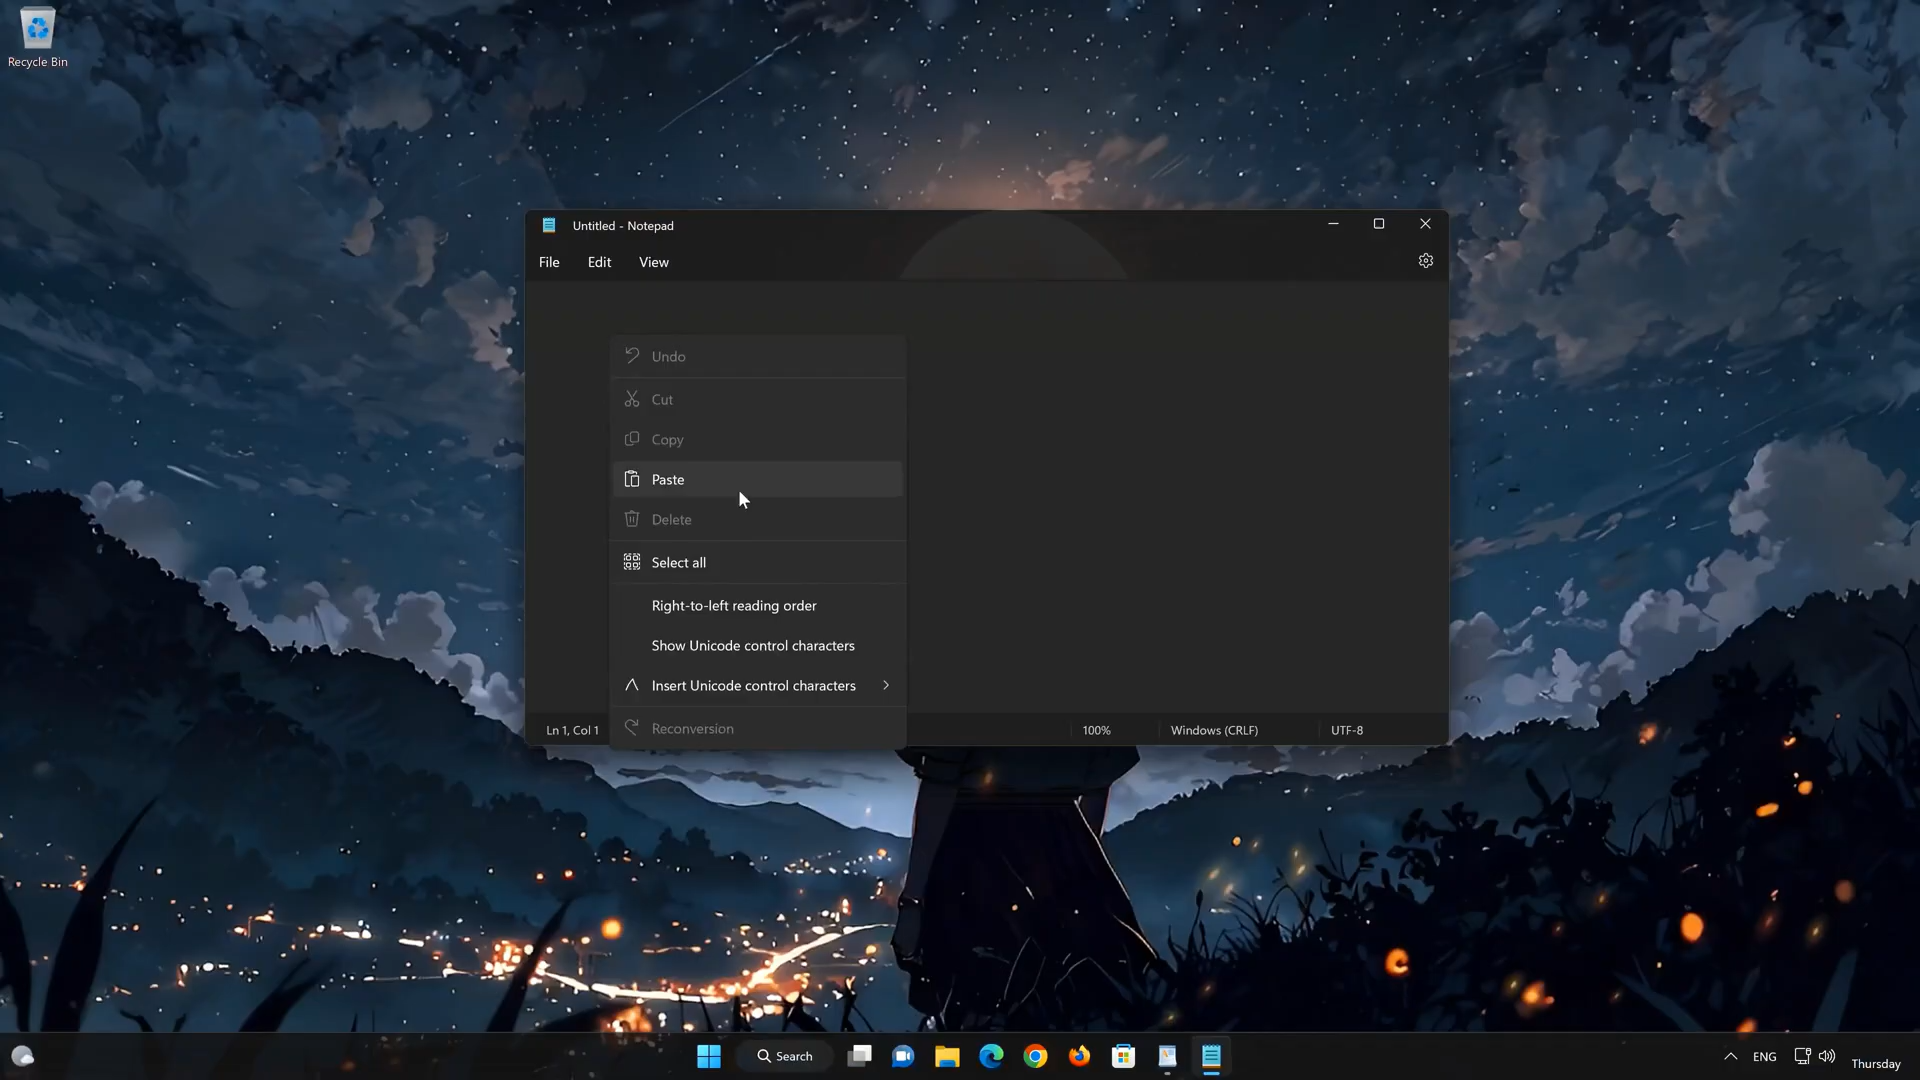 Recycle Bin
Untitled - Notepad
File Edit View
Undo
Cut
Copy
Paste
Delete
Select all
Right-to-left reading order
Show Unicode control characters
Insert Unicode control characters
Reconversion
Ln 1, Col 1 100% Windows (CRLF) UTF-8
Search ENG Thursday